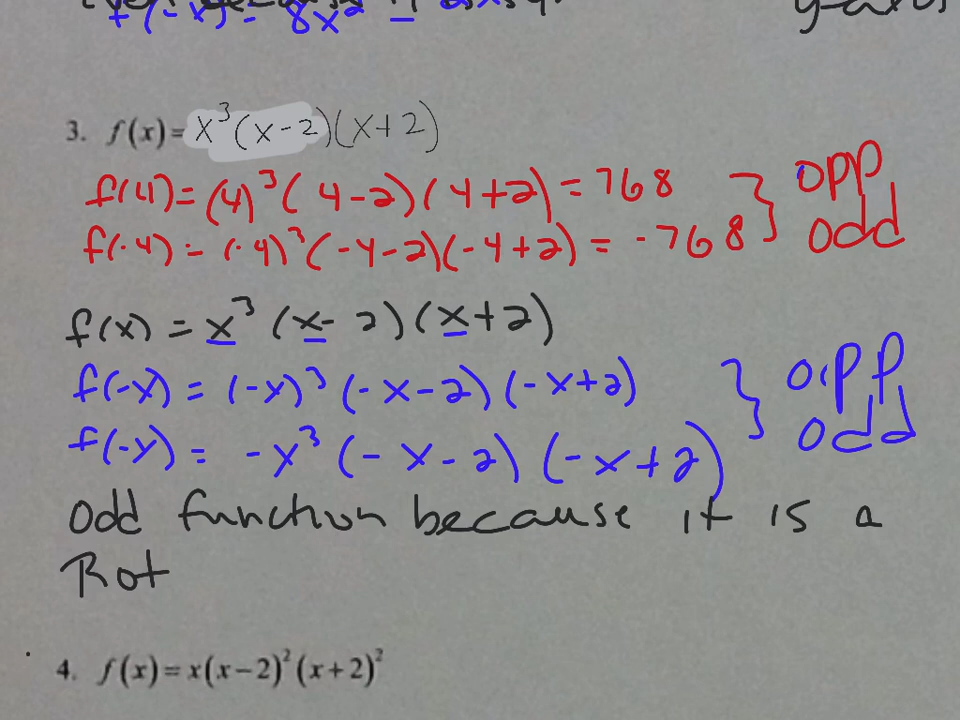 f(-x) = 8x²
3. f(x) = x³(x-2)(x+2)
f(4) = (4)³(4-2)(4+2) = 768 } opp
f(-4) = (-4)³(-4-2)(-4+2) = -768 } odd
f(x) = x³(x-2)(x+2)
f(-x) = (-x)³(-x-2)(-x+2) } opp
f(-x) = -x³(-x-2)(-x+2) } odd
Odd function because it is a
Rot
4. f(x) = x(x-2)²(x+2)²